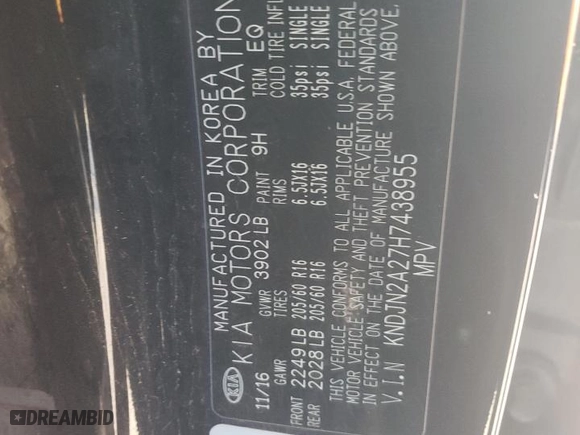 MANUFACTURED IN KOREA BY
KIA KIA MOTORS CORPORATION
11/16 GVWR 3902 LB PAINT 9H TRIM EQ
GAWR TIRES RIMS COLD TIRE INFL
FRONT 2249 LB 205/60 R16 6.5JX16 35psi SINGLE
REAR 2028 LB 205/60 R16 6.5JX16 35psi SINGLE
THIS VEHICLE CONFORMS TO ALL APPLICABLE U.S.A. FEDERAL
MOTOR VEHICLE SAFETY AND THEFT PREVENTION STANDARDS
IN EFFECT ON THE DATE OF MANUFACTURE SHOWN ABOVE.
V.I.N KNDJN2A27H7438955
MPV
DREAMBID